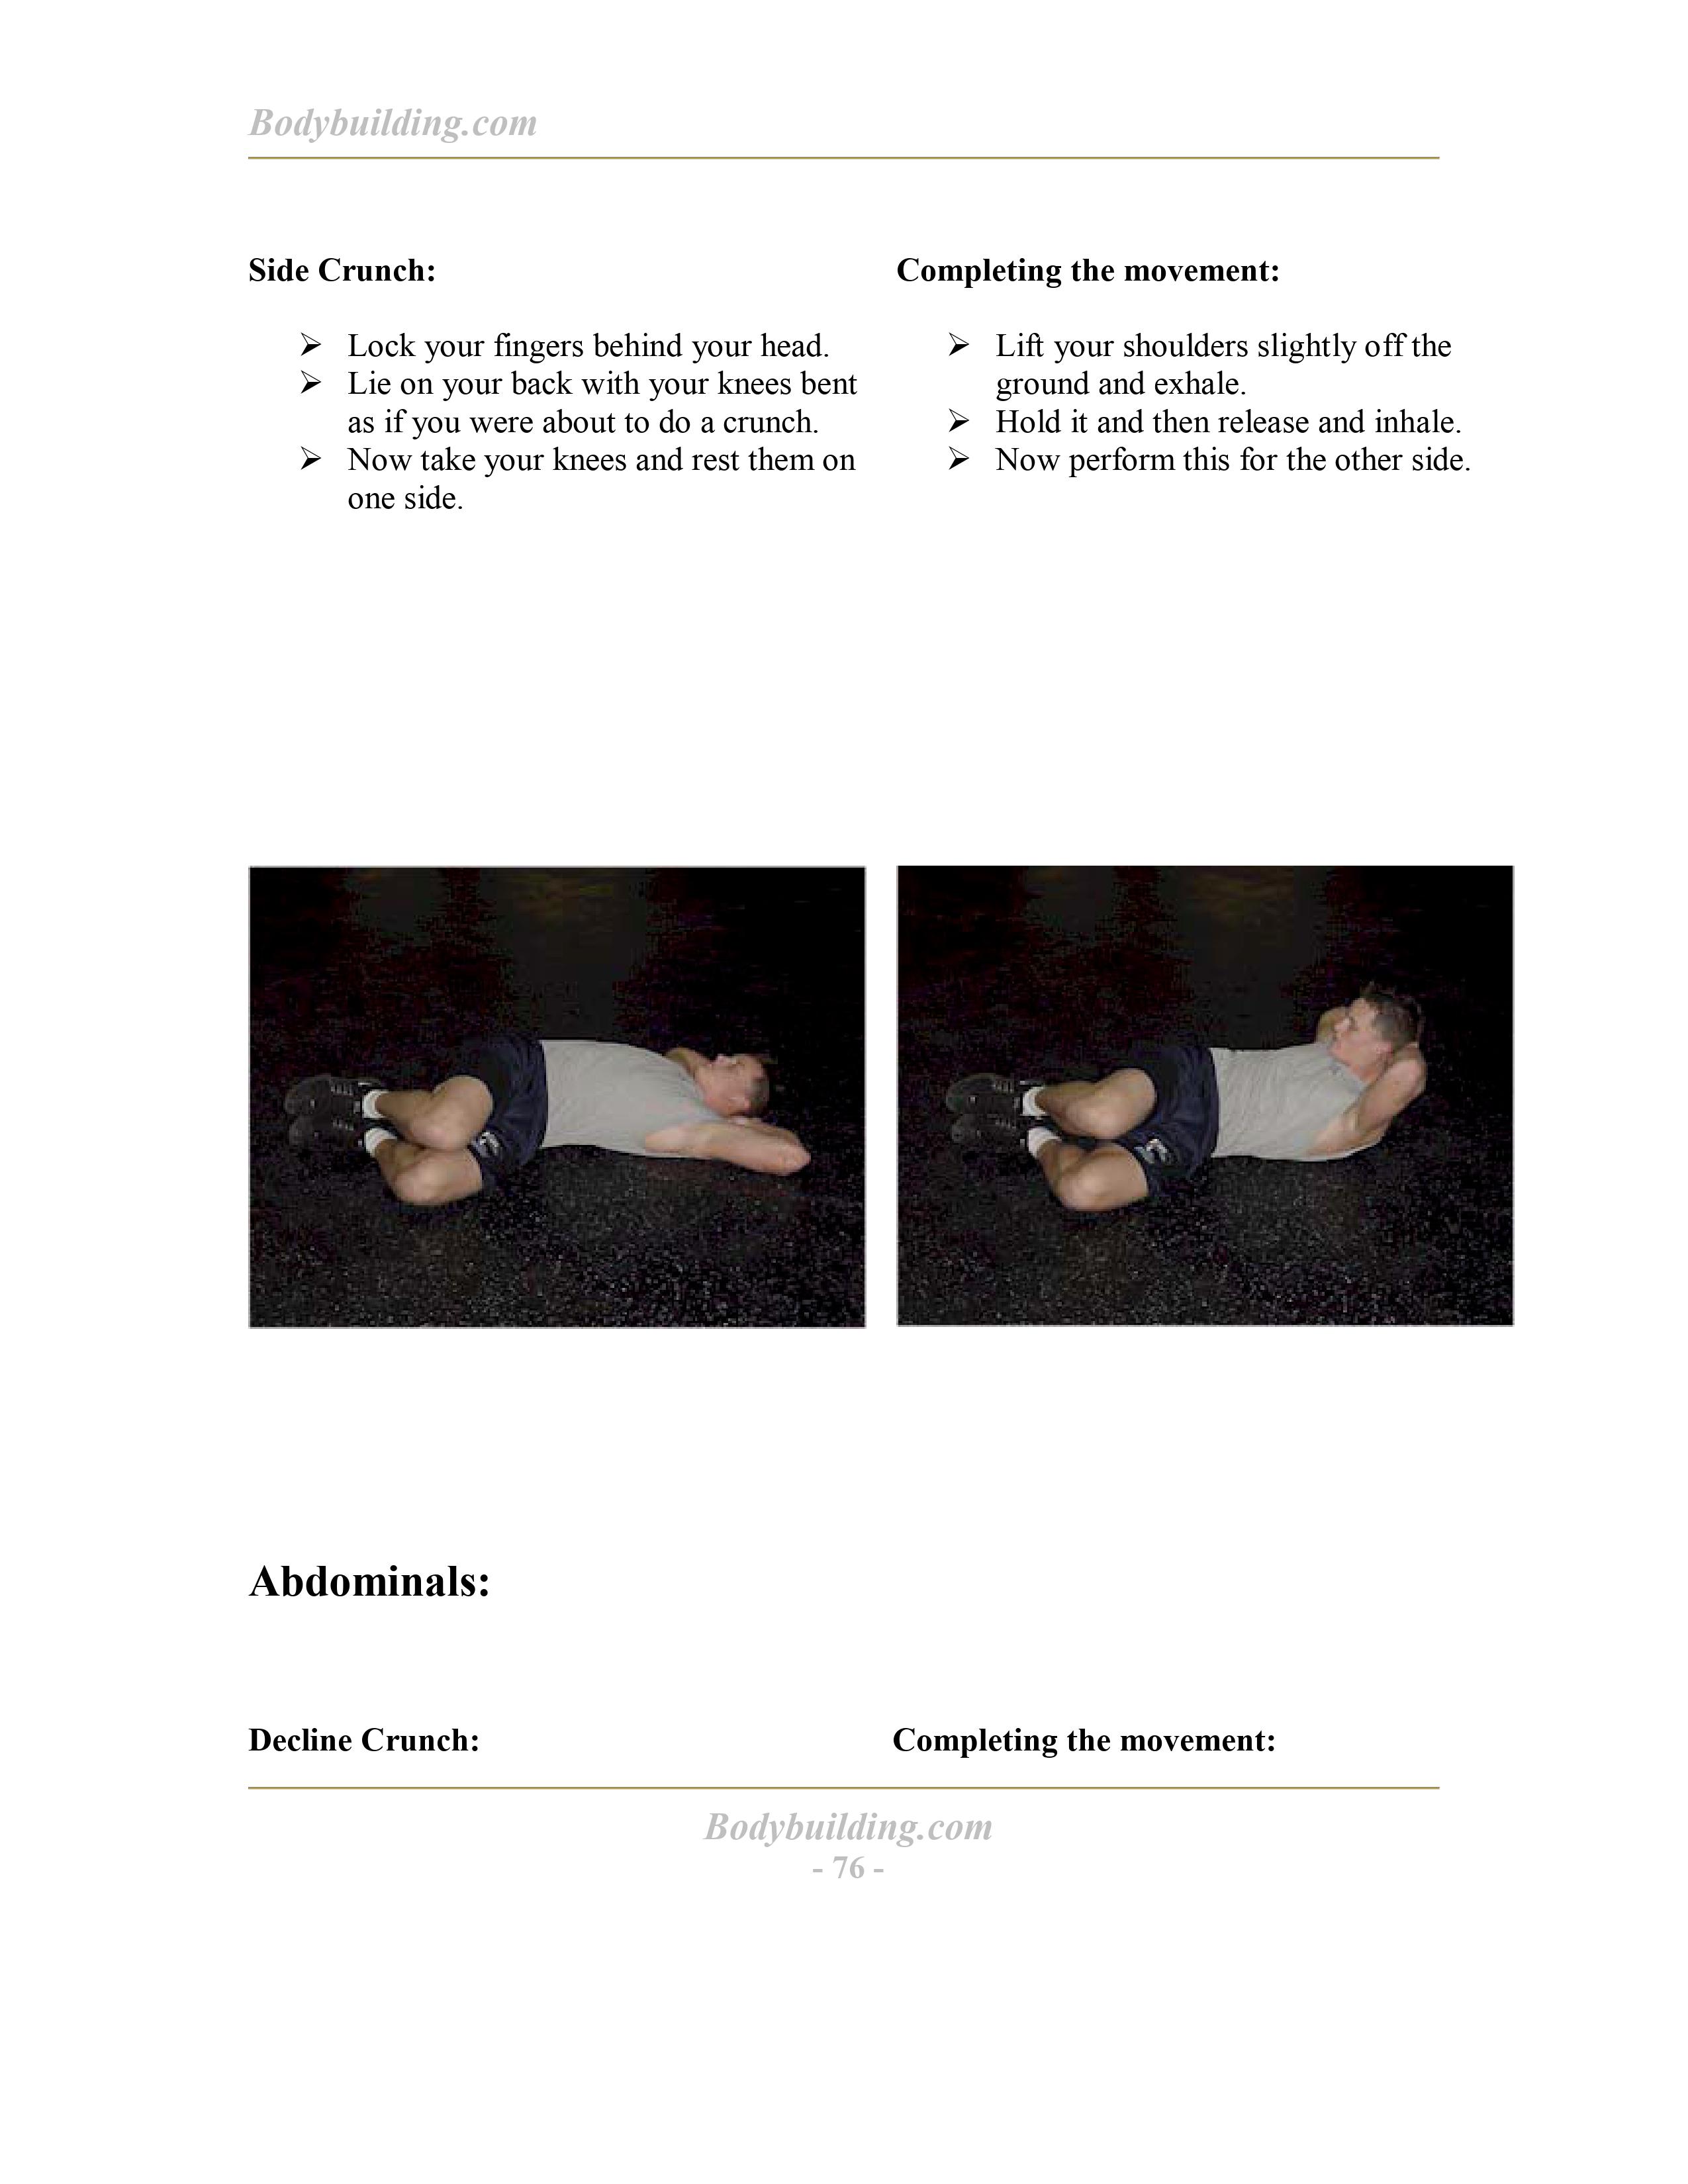 Bodybuilding.com
Side Crunch:
➢ Lock your fingers behind your head.
➢ Lie on your back with your knees bent
as if you were about to do a crunch.
➢ Now take your knees and rest them on
one side.
Completing the movement:
➢ Lift your shoulders slightly off the
ground and exhale.
➢ Hold it and then release and inhale.
➢ Now perform this for the other side.
Abdominals:
Decline Crunch:
Completing the movement:
Bodybuilding.com
- 76 -